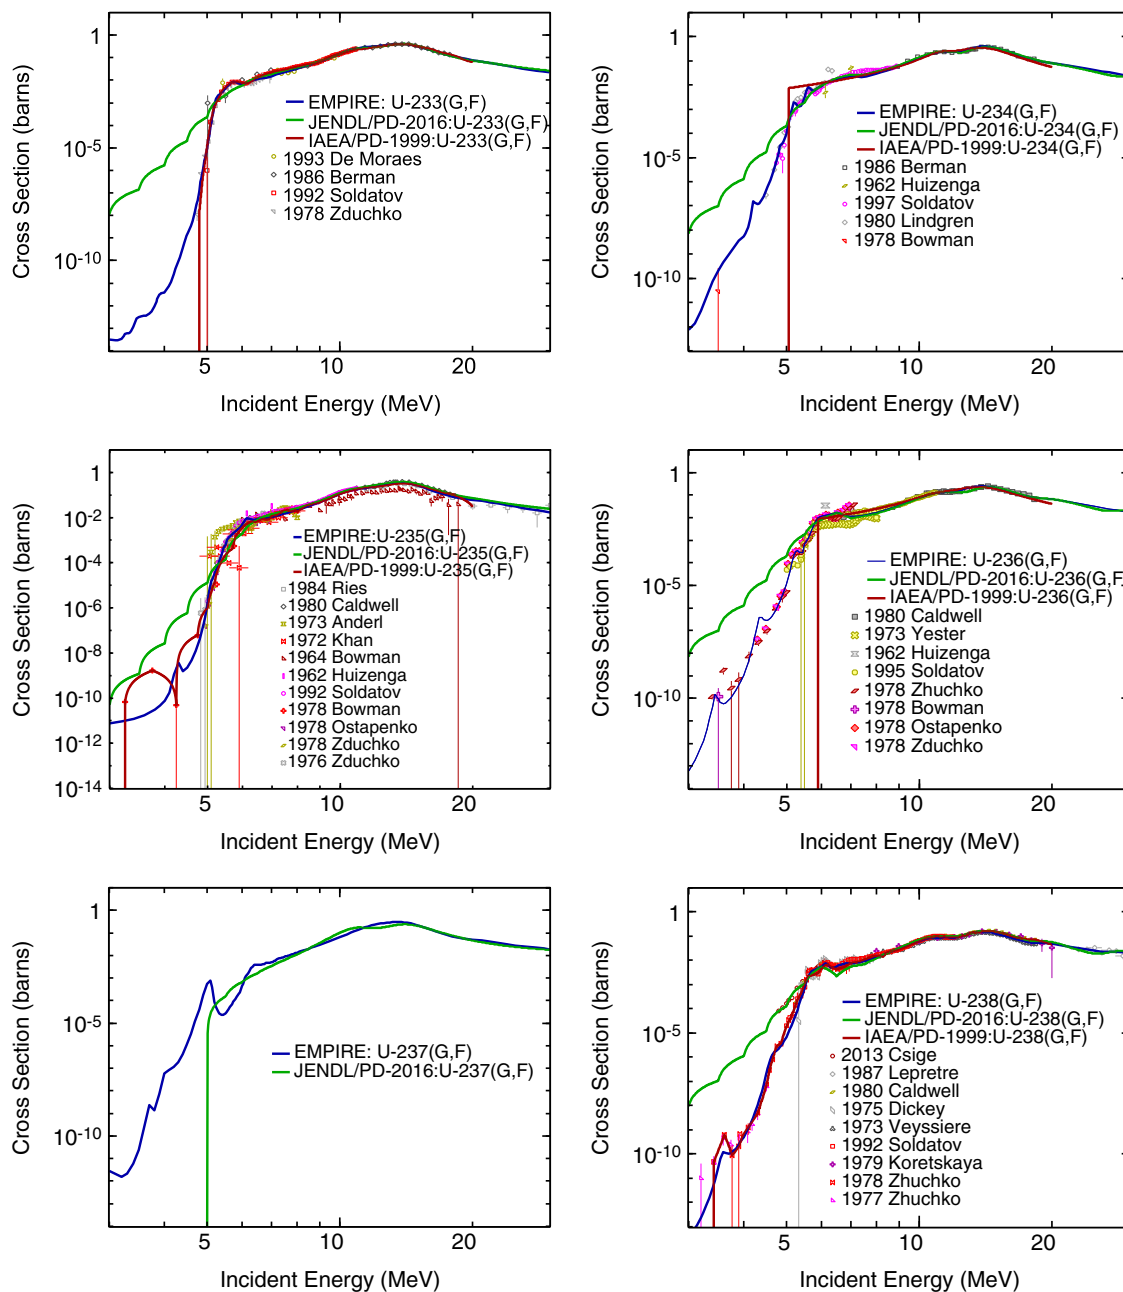 Cross Section (barns)
1
10-5
10-10
EMPIRE: U-233(G,F)
JENDL/PD-2016:U-233(G,F)
IAEA/PD-1999:U-233(G,F)
1993 De Moraes
1986 Berman
1992 Soldatov
1978 Zduchko
5 10 20
Incident Energy (MeV)
Cross Section (barns)
1
10-5
10-10
EMPIRE: U-234(G,F)
JENDL/PD-2016:U-234(G,F)
IAEA/PD-1999:U-234(G,F)
1986 Berman
1962 Huizenga
1997 Soldatov
1980 Lindgren
1978 Bowman
5 10 20
Incident Energy (MeV)
Cross Section (barns)
1
10-2
10-4
10-6
10-8
10-10
10-12
10-14
EMPIRE:U-235(G,F)
JENDL/PD-2016:U-235(G,F)
IAEA/PD-1999:U-235(G,F)
1984 Ries
1980 Caldwell
1973 Anderl
1972 Khan
1964 Bowman
1962 Huizenga
1992 Soldatov
1978 Bowman
1978 Ostapenko
1978 Zduchko
1976 Zduchko
5 10 20
Incident Energy (MeV)
Cross Section (barns)
1
10-5
10-10
EMPIRE: U-236(G,F)
JENDL/PD-2016:U-236(G,F)
IAEA/PD-1999:U-236(G,F)
1980 Caldwell
1973 Yester
1962 Huizenga
1995 Soldatov
1978 Zhuchko
1978 Bowman
1978 Ostapenko
1978 Zduchko
5 10 20
Incident Energy (MeV)
Cross Section (barns)
1
10-5
10-10
EMPIRE: U-237(G,F)
JENDL/PD-2016:U-237(G,F)
5 10 20
Incident Energy (MeV)
Cross Section (barns)
1
10-5
10-10
EMPIRE: U-238(G,F)
JENDL/PD-2016:U-238(G,F)
IAEA/PD-1999:U-238(G,F)
2013 Csige
1987 Lepretre
1980 Caldwell
1975 Dickey
1973 Veyssiere
1992 Soldatov
1979 Koretskaya
1978 Zhuchko
1977 Zhuchko
5 10 20
Incident Energy (MeV)